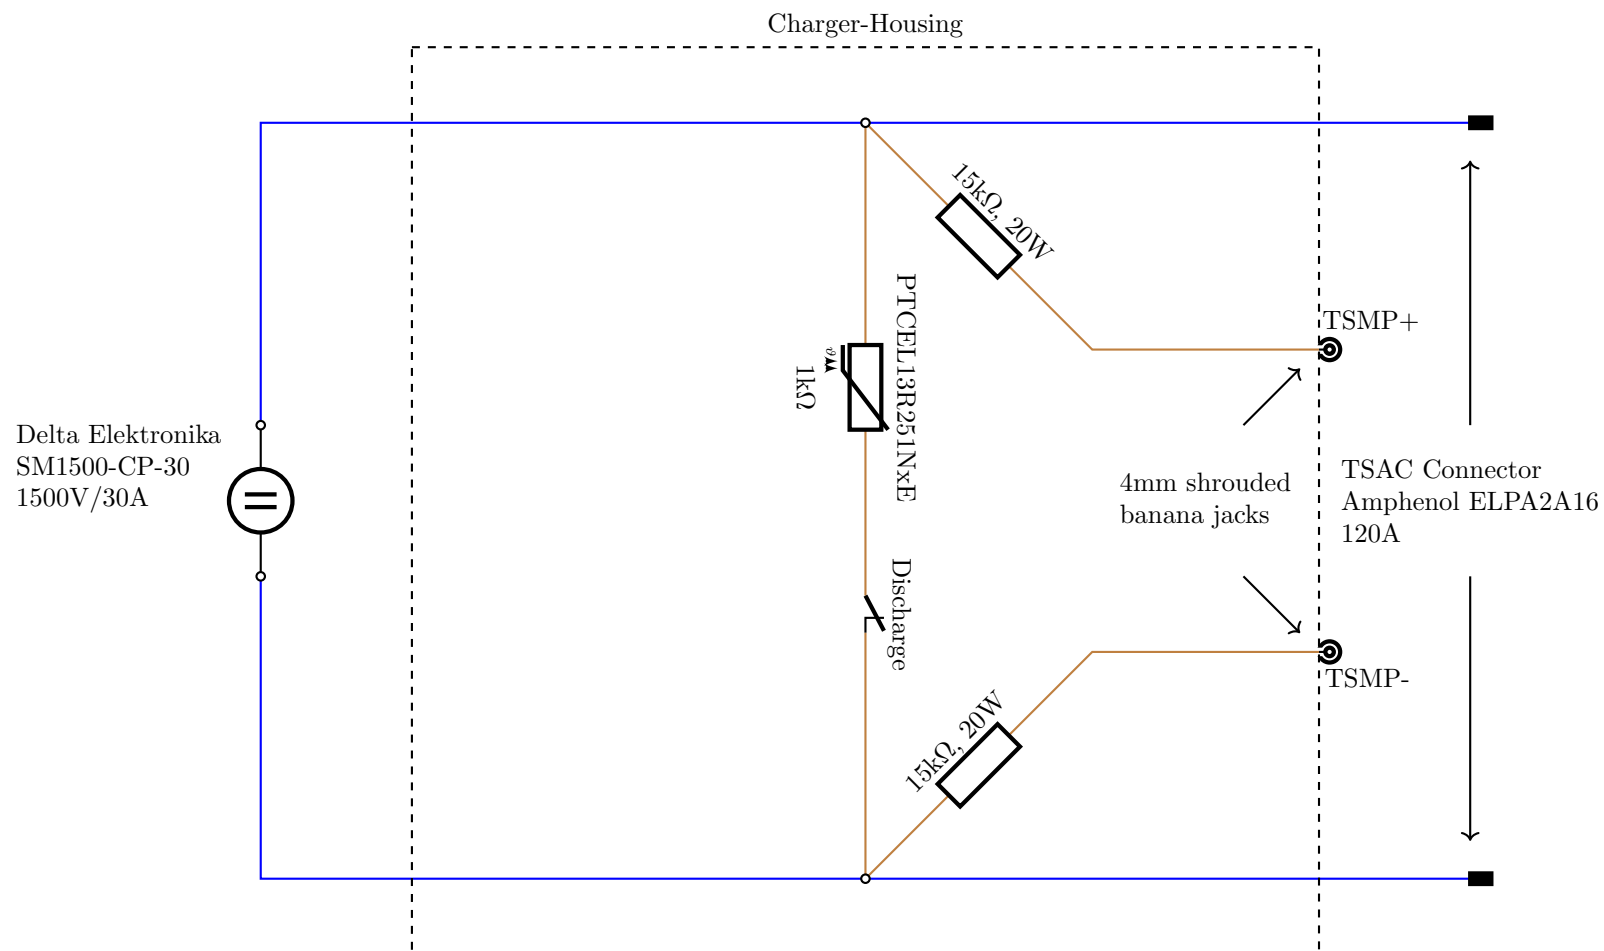 Charger-Housing
15kΩ, 20W
PTCEL13R251NxE
ϑ
1kΩ
TSMP+
Delta Elektronika
SM1500-CP-30
1500V/30A
4mm shrouded
banana jacks
TSAC Connector
Amphenol ELPA2A16
120A
Discharge
TSMP-
15kΩ, 20W